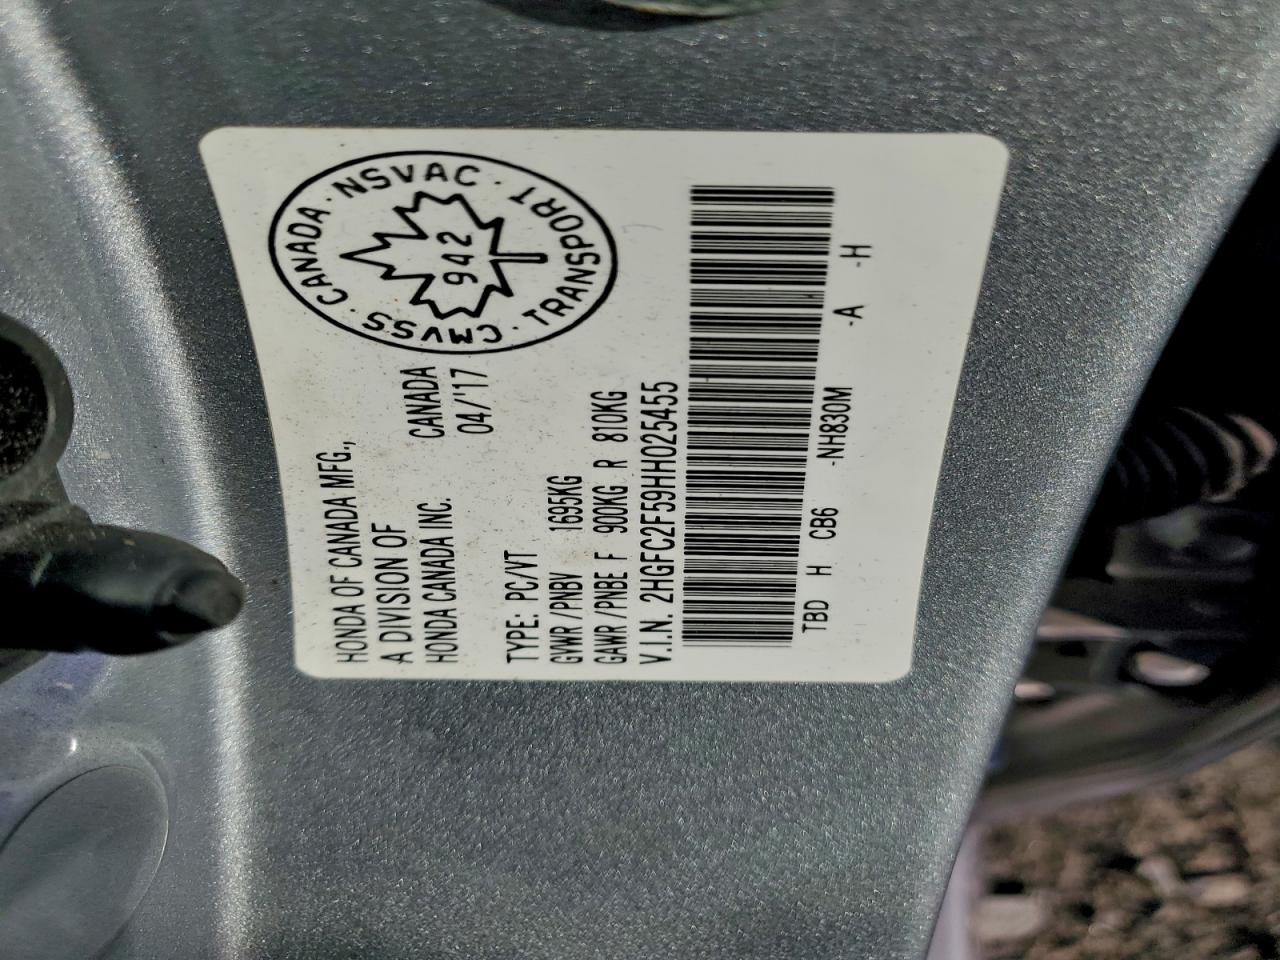 HONDA OF CANADA MFG.,
A DIVISION OF
HONDA CANADA INC.
CANADA
04/'17
CANADA · NSVAC · TRANSPORT · CMVSS ·
942
TYPE: PC/VT
GVWR/PNBV 1695KG
GAWR/PNBE F 900KG R 810KG
V.I.N. 2HGFC2F59HH025455
TBD H CB6 -NH830M -A -H